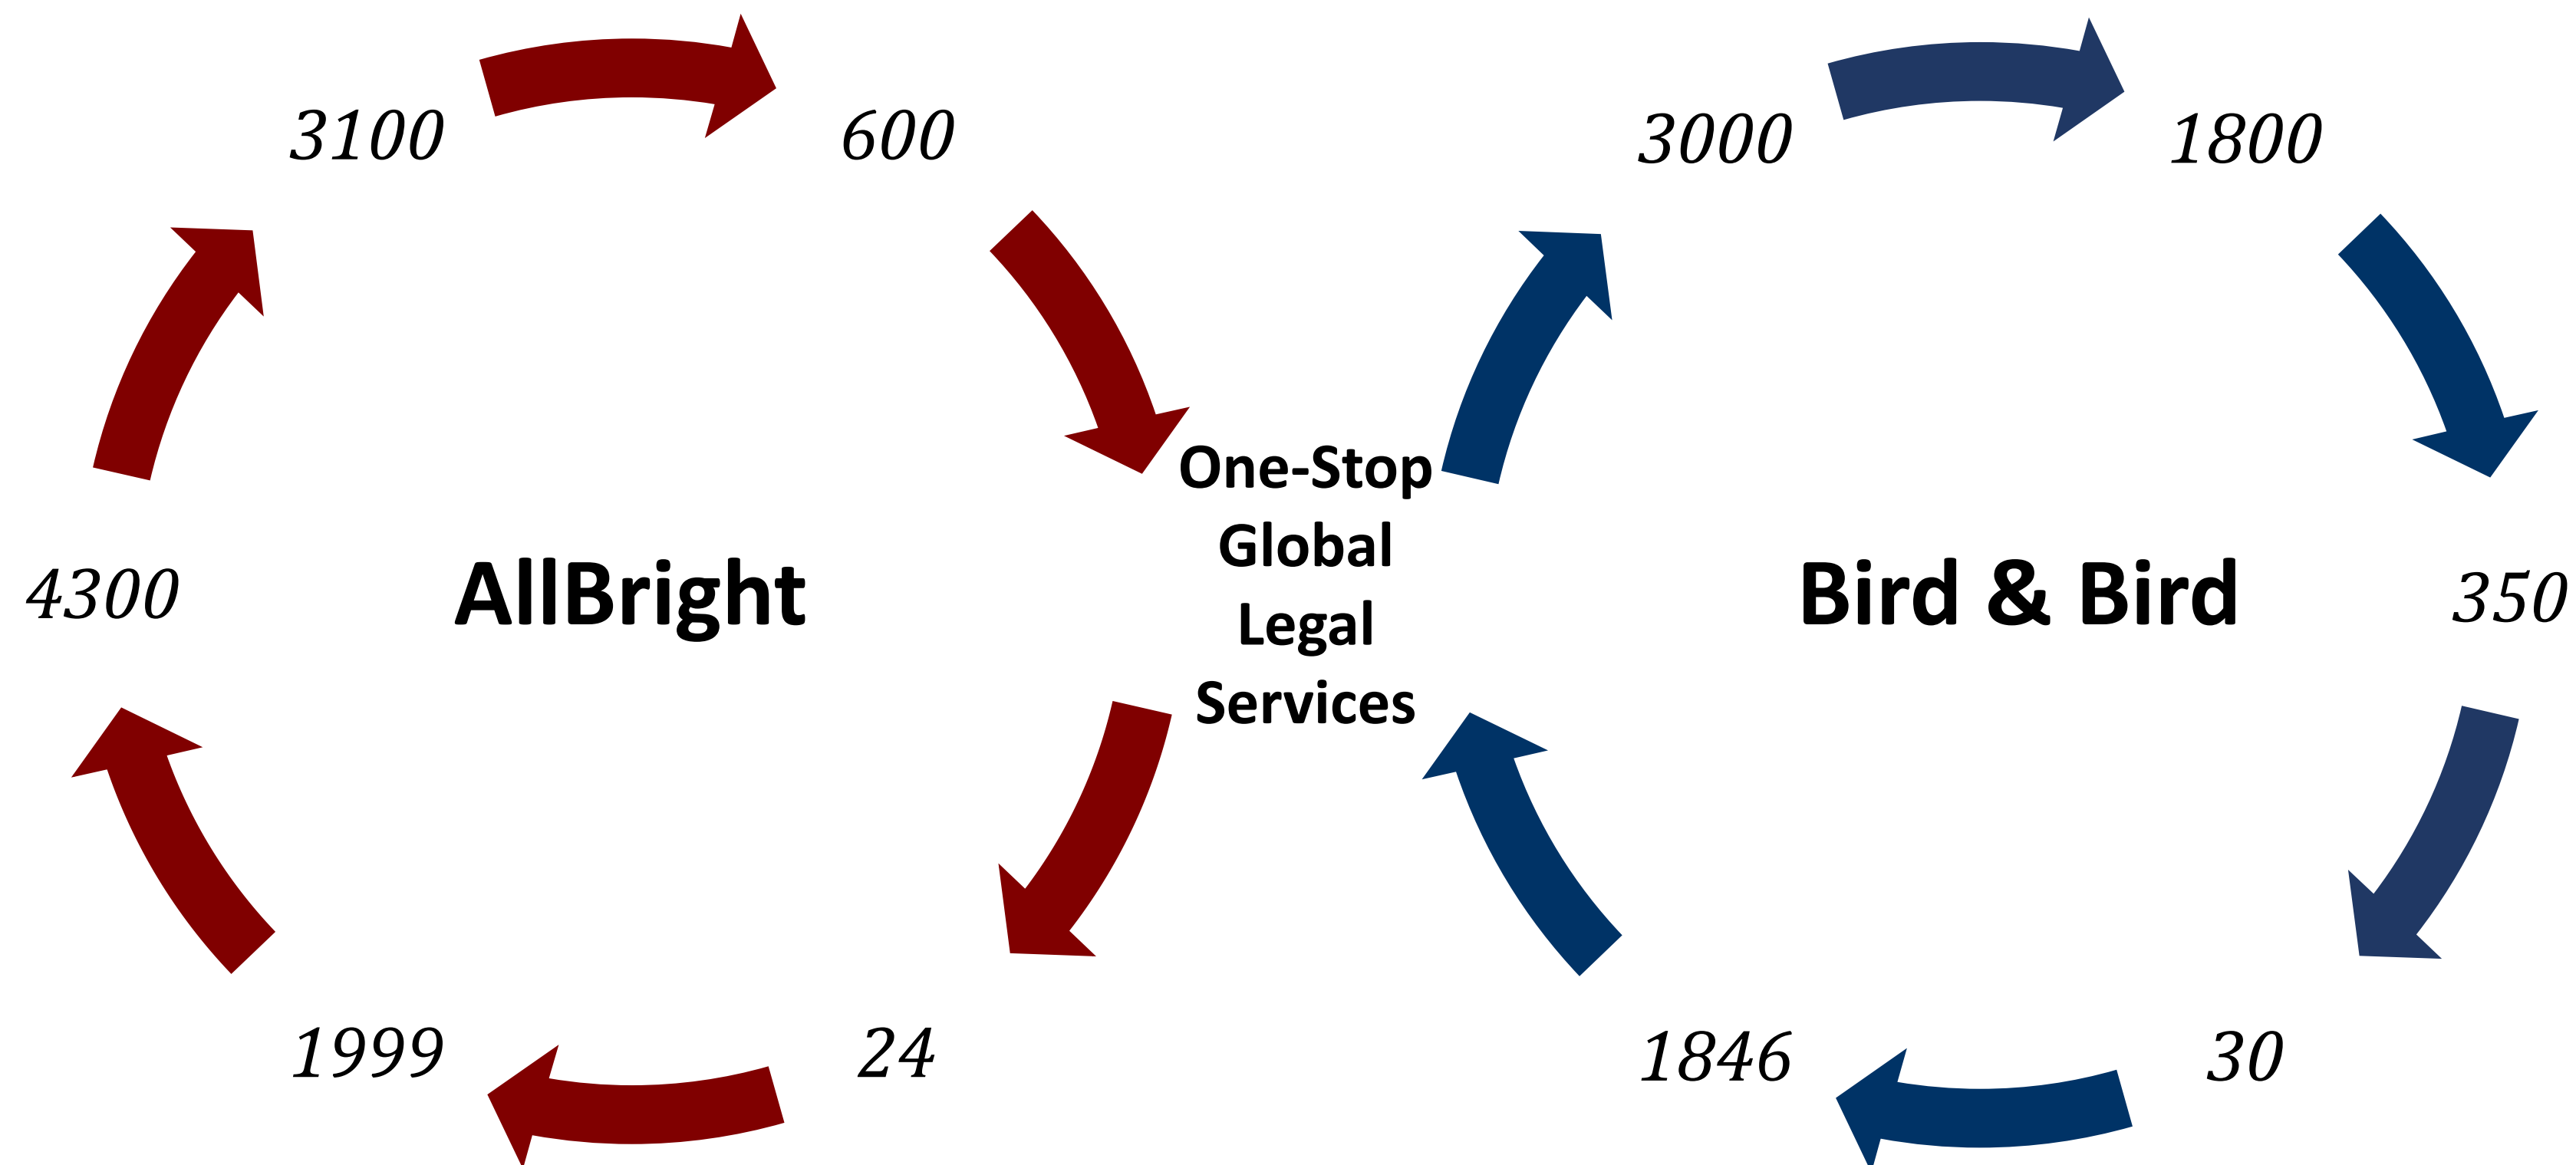 3100
600
3000
1800
One-Stop
Global
Legal
Services
4300
AllBright
Bird & Bird
350
1999
24
1846
30